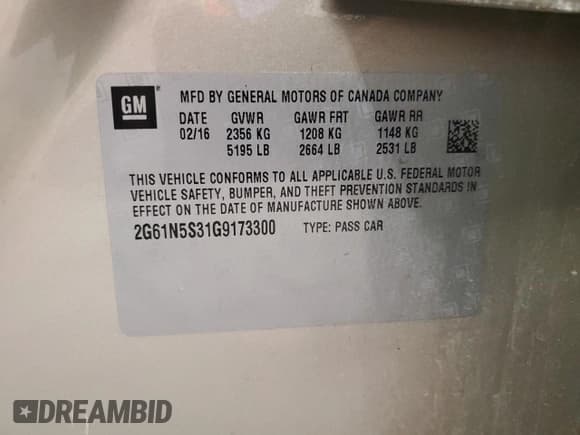 GM
MFD BY GENERAL MOTORS OF CANADA COMPANY
DATE GVWR GAWR FRT GAWR RR
02/16 2356 KG 1208 KG 1148 KG
5195 LB 2664 LB 2531 LB
THIS VEHICLE CONFORMS TO ALL APPLICABLE U.S. FEDERAL MOTOR
VEHICLE SAFETY, BUMPER, AND THEFT PREVENTION STANDARDS IN
EFFECT ON THE DATE OF MANUFACTURE SHOWN ABOVE.
2G61N5S31G9173300 TYPE: PASS CAR
DREAMBID